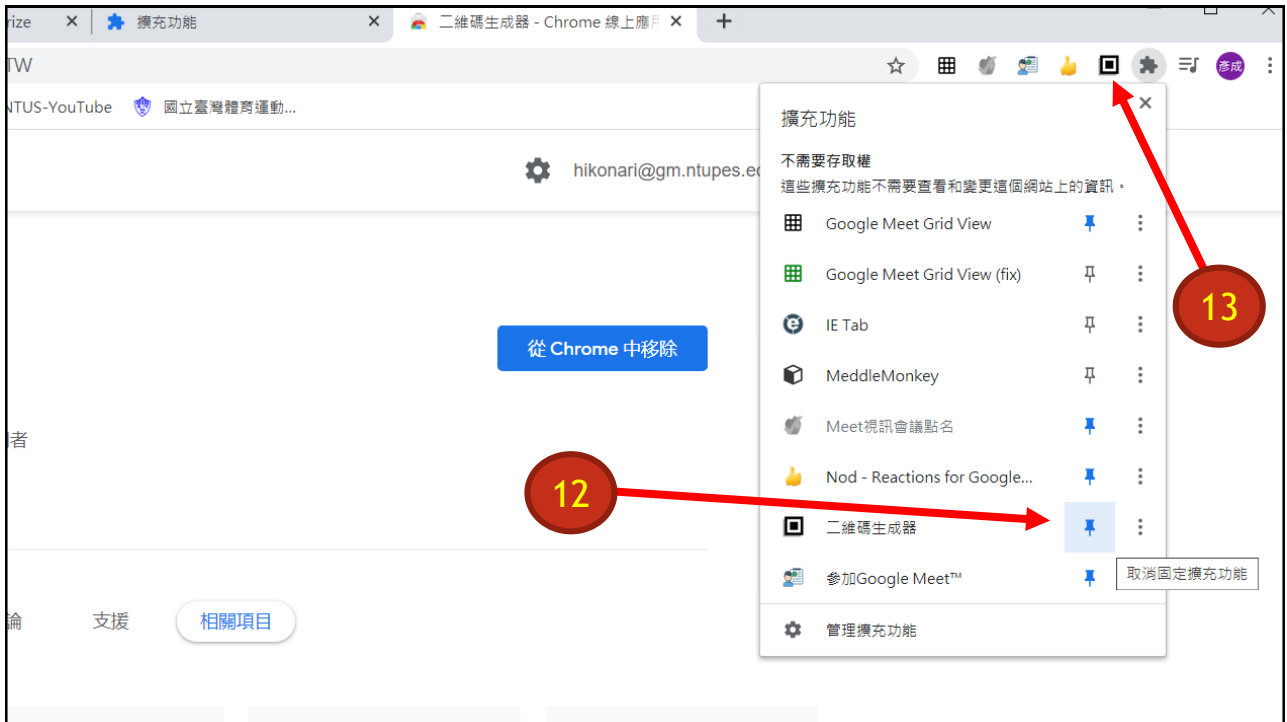 rize
擴充功能
二維碼生成器 - Chrome 線上應用
TW
彥成
NTUS-YouTube
國立臺灣體育運動...
擴充功能
hikonari@gm.ntupes.ed
不需要存取權
這些擴充功能不需要查看和變更這個網站上的資訊。
Google Meet Grid View
Google Meet Grid View (fix)
13
IE Tab
從 Chrome 中移除
MeddleMonkey
Meet視訊會議點名
者
Nod - Reactions for Google...
12
二維碼生成器
參加Google Meet™
取消固定擴充功能
論
支援
相關項目
管理擴充功能